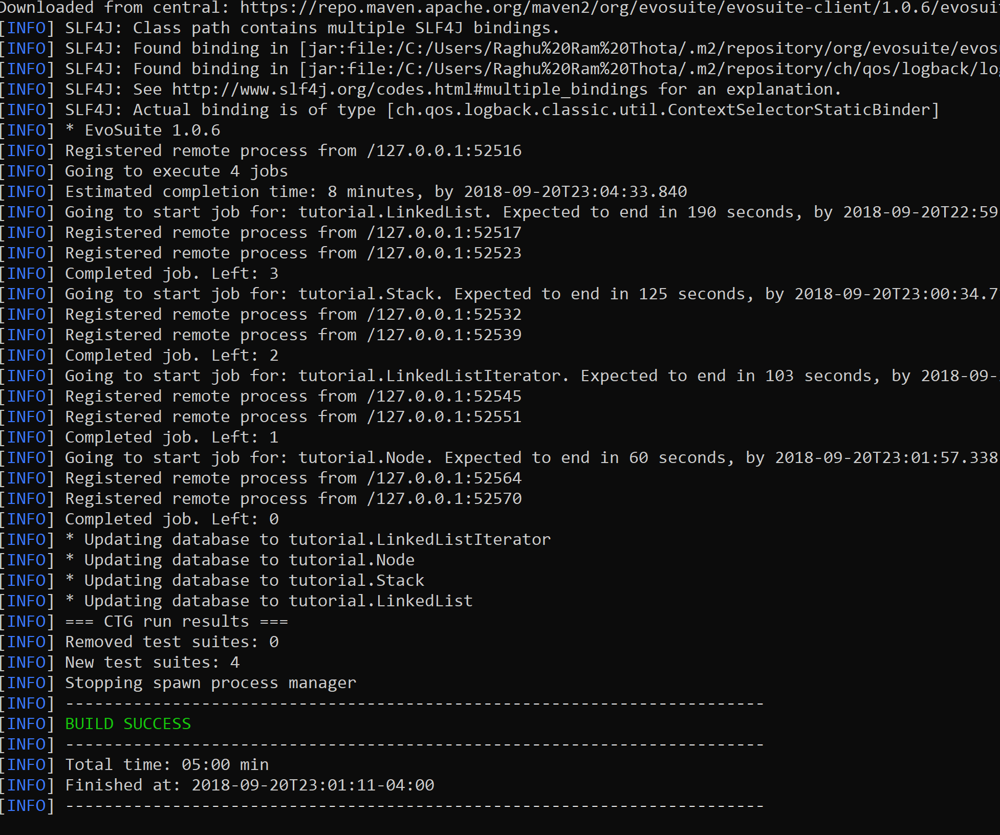 Downloaded from central: https://repo.maven.apache.org/maven2/org/evosuite/evosuite-client/1.0.6/evosui
[INFO] SLF4J: Class path contains multiple SLF4J bindings.
[INFO] SLF4J: Found binding in [jar:file:/C:/Users/Raghu%20Ram%20Thota/.m2/repository/org/evosuite/evos
[INFO] SLF4J: Found binding in [jar:file:/C:/Users/Raghu%20Ram%20Thota/.m2/repository/ch/qos/logback/lo
[INFO] SLF4J: See http://www.slf4j.org/codes.html#multiple_bindings for an explanation.
[INFO] SLF4J: Actual binding is of type [ch.qos.logback.classic.util.ContextSelectorStaticBinder]
[INFO] * EvoSuite 1.0.6
[INFO] Registered remote process from /127.0.0.1:52516
[INFO] Going to execute 4 jobs
[INFO] Estimated completion time: 8 minutes, by 2018-09-20T23:04:33.840
[INFO] Going to start job for: tutorial.LinkedList. Expected to end in 190 seconds, by 2018-09-20T22:59
[INFO] Registered remote process from /127.0.0.1:52517
[INFO] Registered remote process from /127.0.0.1:52523
[INFO] Completed job. Left: 3
[INFO] Going to start job for: tutorial.Stack. Expected to end in 125 seconds, by 2018-09-20T23:00:34.7
[INFO] Registered remote process from /127.0.0.1:52532
[INFO] Registered remote process from /127.0.0.1:52539
[INFO] Completed job. Left: 2
[INFO] Going to start job for: tutorial.LinkedListIterator. Expected to end in 103 seconds, by 2018-09-
[INFO] Registered remote process from /127.0.0.1:52545
[INFO] Registered remote process from /127.0.0.1:52551
[INFO] Completed job. Left: 1
[INFO] Going to start job for: tutorial.Node. Expected to end in 60 seconds, by 2018-09-20T23:01:57.338
[INFO] Registered remote process from /127.0.0.1:52564
[INFO] Registered remote process from /127.0.0.1:52570
[INFO] Completed job. Left: 0
[INFO] * Updating database to tutorial.LinkedListIterator
[INFO] * Updating database to tutorial.Node
[INFO] * Updating database to tutorial.Stack
[INFO] * Updating database to tutorial.LinkedList
[INFO] === CTG run results ===
[INFO] Removed test suites: 0
[INFO] New test suites: 4
[INFO] Stopping spawn process manager
[INFO] ------------------------------------------------------------------------
[INFO] BUILD SUCCESS
[INFO] ------------------------------------------------------------------------
[INFO] Total time: 05:00 min
[INFO] Finished at: 2018-09-20T23:01:11-04:00
[INFO] ------------------------------------------------------------------------